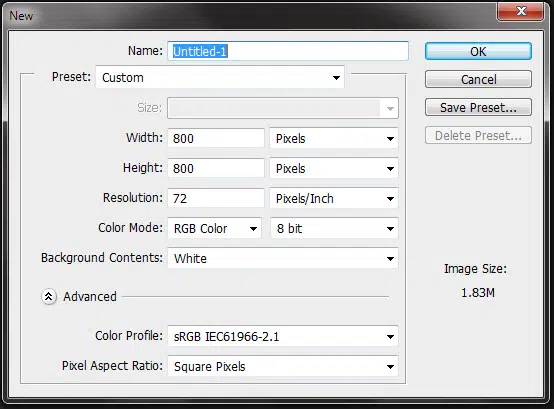 New
Name: Untitled-1
OK
Preset: Custom
Cancel
Size:
Save Preset...
Width: 800 Pixels
Delete Preset...
Height: 800 Pixels
Resolution: 72 Pixels/Inch
Color Mode: RGB Color 8 bit
Background Contents: White
Image Size:
1.83M
Advanced
Color Profile: sRGB IEC61966-2.1
Pixel Aspect Ratio: Square Pixels